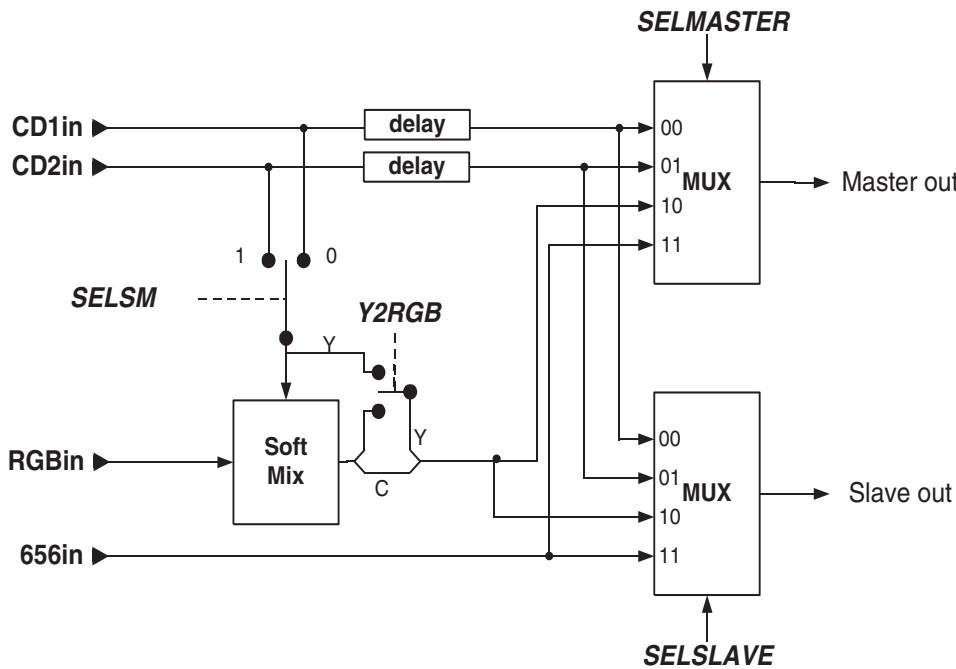 SELMASTER
CD1in
delay
00
CD2in
delay
01
MUX
Master out
10
11
1
0
SELSM
Y2RGB
Y
00
Soft
Mix
Y
RGBin
01
MUX
Slave out
C
10
656in
11
SELSLAVE